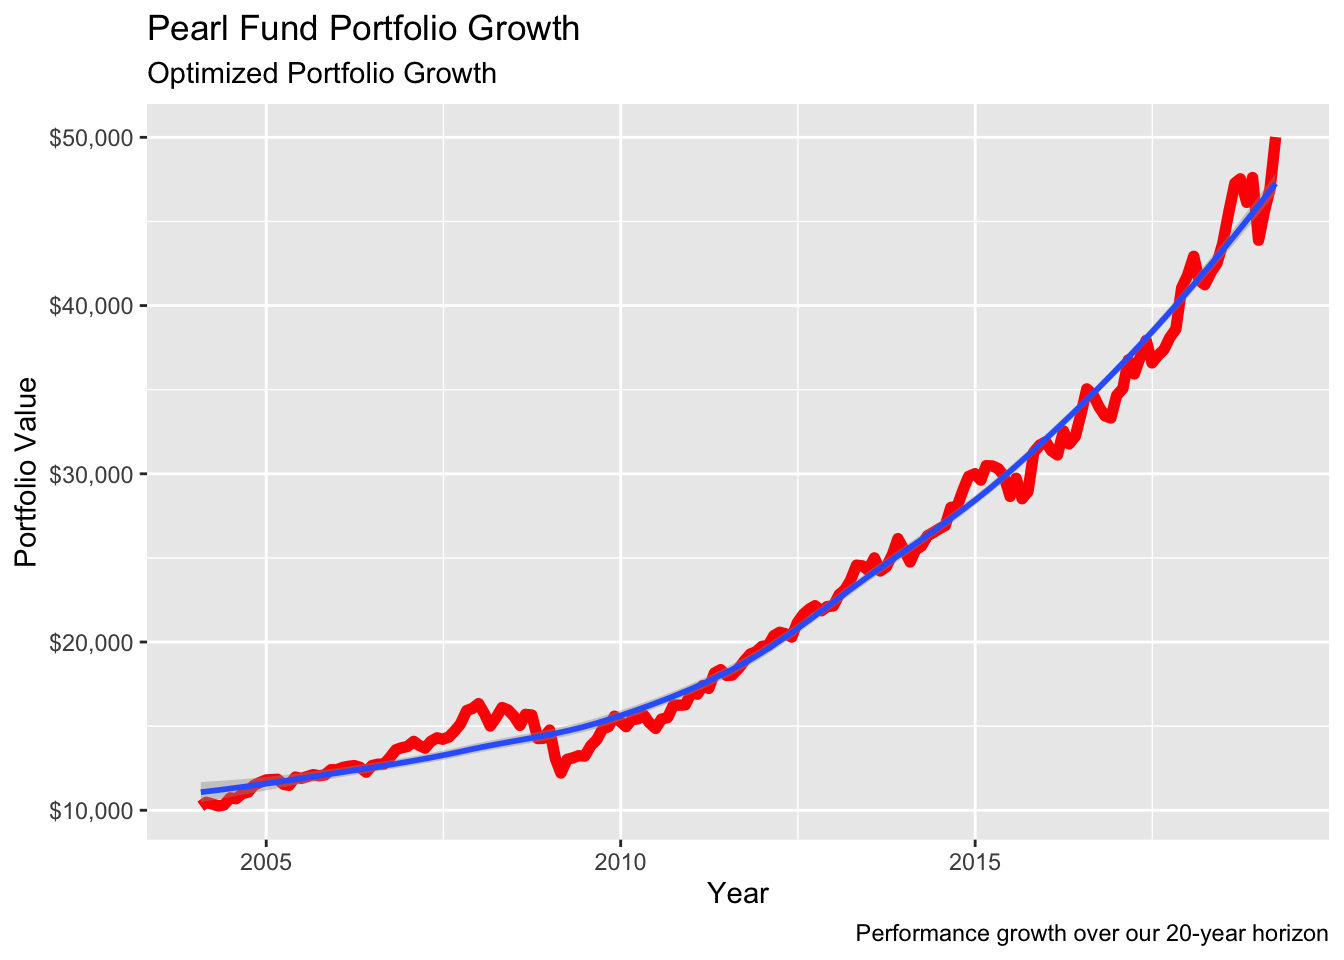 Pearl Fund Portfolio Growth
Optimized Portfolio Growth
$50,000
$40,000
$30,000
$20,000
$10,000
Portfolio Value
2005 2010 2015
Year
Performance growth over our 20-year horizon